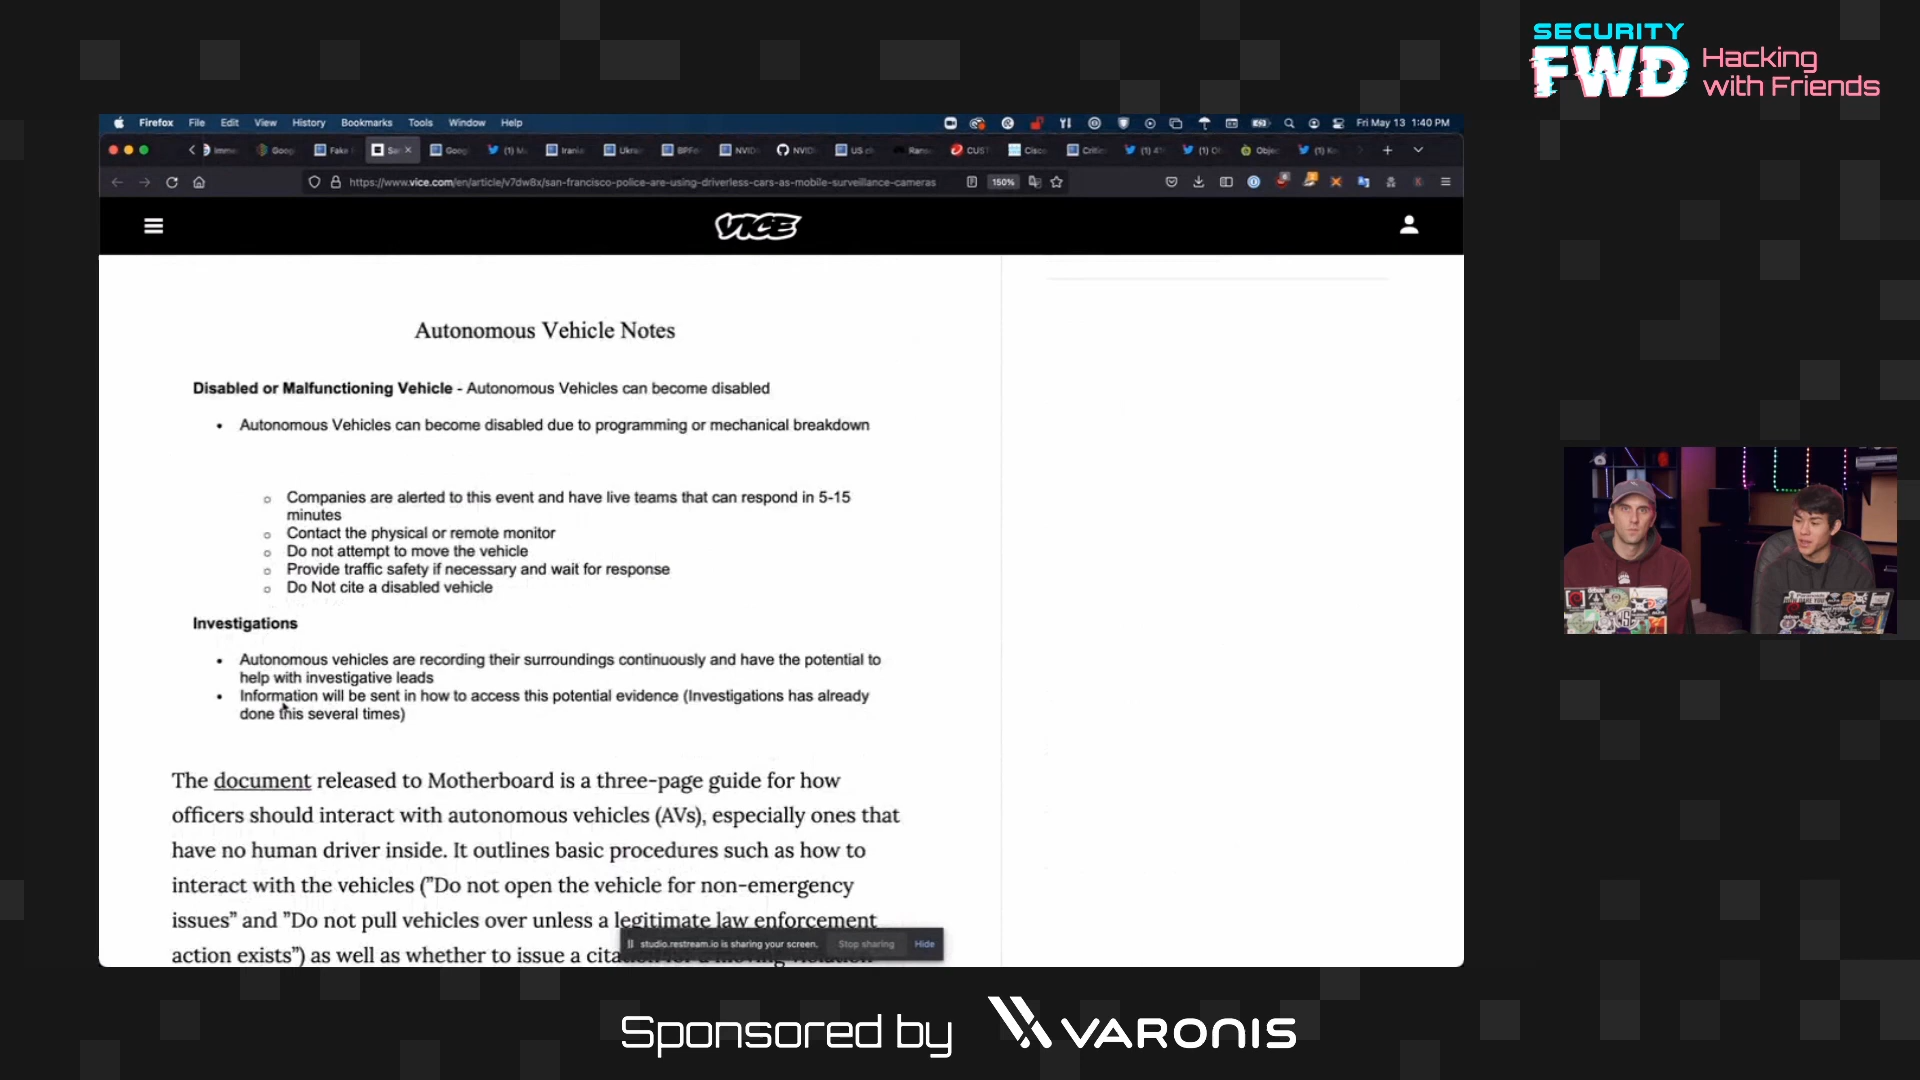 SECURITY
FWD
Hacking
with Friends
Firefox File Edit View History Bookmarks Tools Window Help
Fri May 13 1:40 PM
https://www.vice.com/en/article/v7dw8x/san-francisco-police-are-using-driverless-cars-as-mobile-surveillance-cameras
150%
VICE
Autonomous Vehicle Notes
Disabled or Malfunctioning Vehicle - Autonomous Vehicles can become disabled
• Autonomous Vehicles can become disabled due to programming or mechanical breakdown
o Companies are alerted to this event and have live teams that can respond in 5-15
minutes
o Contact the physical or remote monitor
o Do not attempt to move the vehicle
o Provide traffic safety if necessary and wait for response
o Do Not cite a disabled vehicle
Investigations
• Autonomous vehicles are recording their surroundings continuously and have the potential to
help with investigative leads
• Information will be sent in how to access this potential evidence (Investigations has already
done this several times)
The document released to Motherboard is a three-page guide for how
officers should interact with autonomous vehicles (AVs), especially ones that
have no human driver inside. It outlines basic procedures such as how to
interact with the vehicles ("Do not open the vehicle for non-emergency
issues" and "Do not pull vehicles over unless a legitimate law enforcement
action exists") as well as whether to issue a
studio.restream.io is sharing your screen. Stop sharing Hide
Sponsored by VARONIS